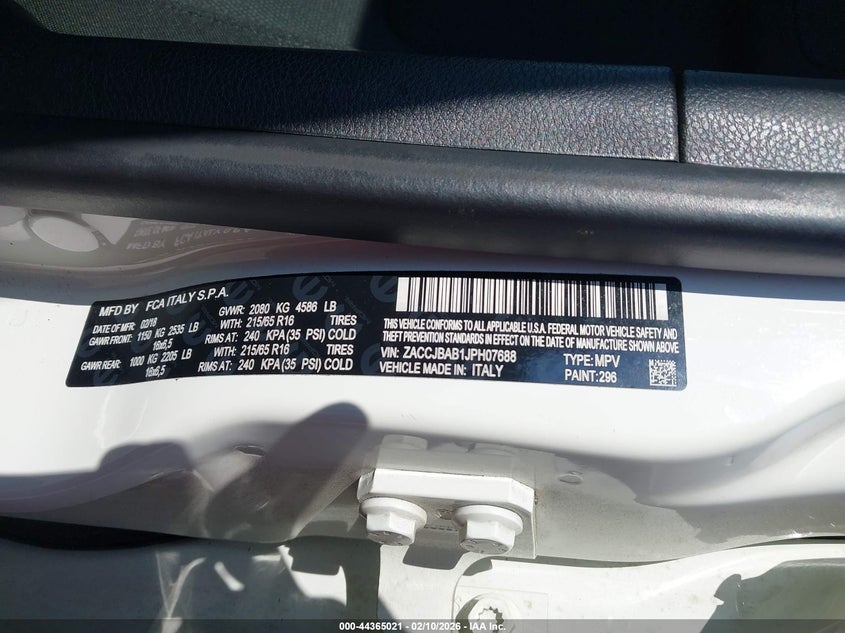 MFD BY FCA ITALY S.P.A.
DATE OF MFR: 02/18 GVWR: 2080 KG 4586 LB
GAWR FRONT: 1150 KG 2535 LB WITH: 215/65 R16 TIRES
16x6,5 RIMS AT: 240 KPA (35 PSI) COLD
GAWR REAR: 1000 KG 2205 LB WITH: 215/65 R16 TIRES
16x6,5 RIMS AT: 240 KPA (35 PSI) COLD
THIS VEHICLE CONFORMS TO ALL APPLICABLE U.S.A. FEDERAL MOTOR VEHICLE SAFETY AND
THEFT PREVENTION STANDARDS IN EFFECT ON THE DATE OF MANUFACTURE SHOWN ABOVE.
VIN: ZACCJBAB1JPH07688 TYPE: MPV
VEHICLE MADE IN: ITALY PAINT: 296
000-44365021 - 02/10/2026 - IAA Inc.